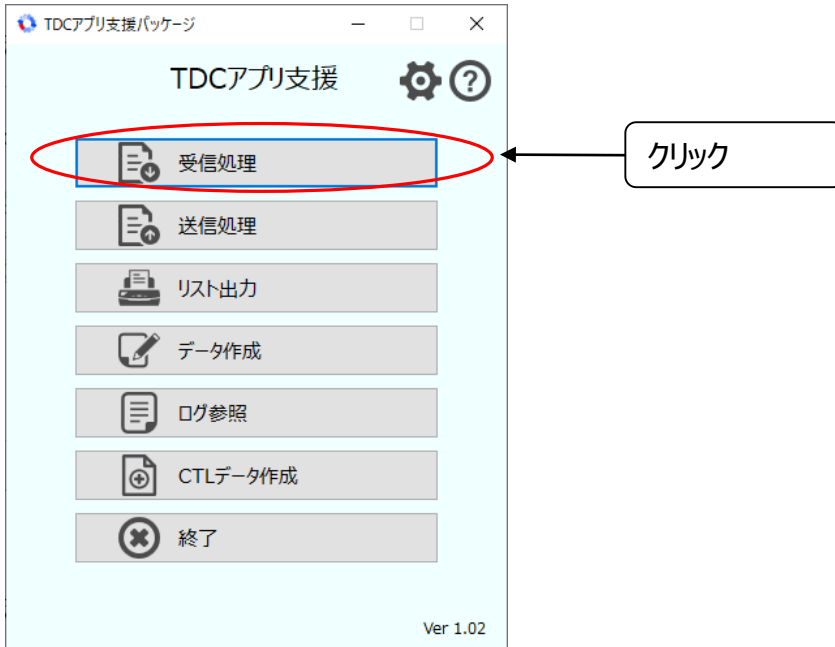 TDCアプリ支援パッケージ
TDCアプリ支援
受信処理
クリック
送信処理
リスト出力
データ作成
ログ参照
CTLデータ作成
終了
Ver 1.02